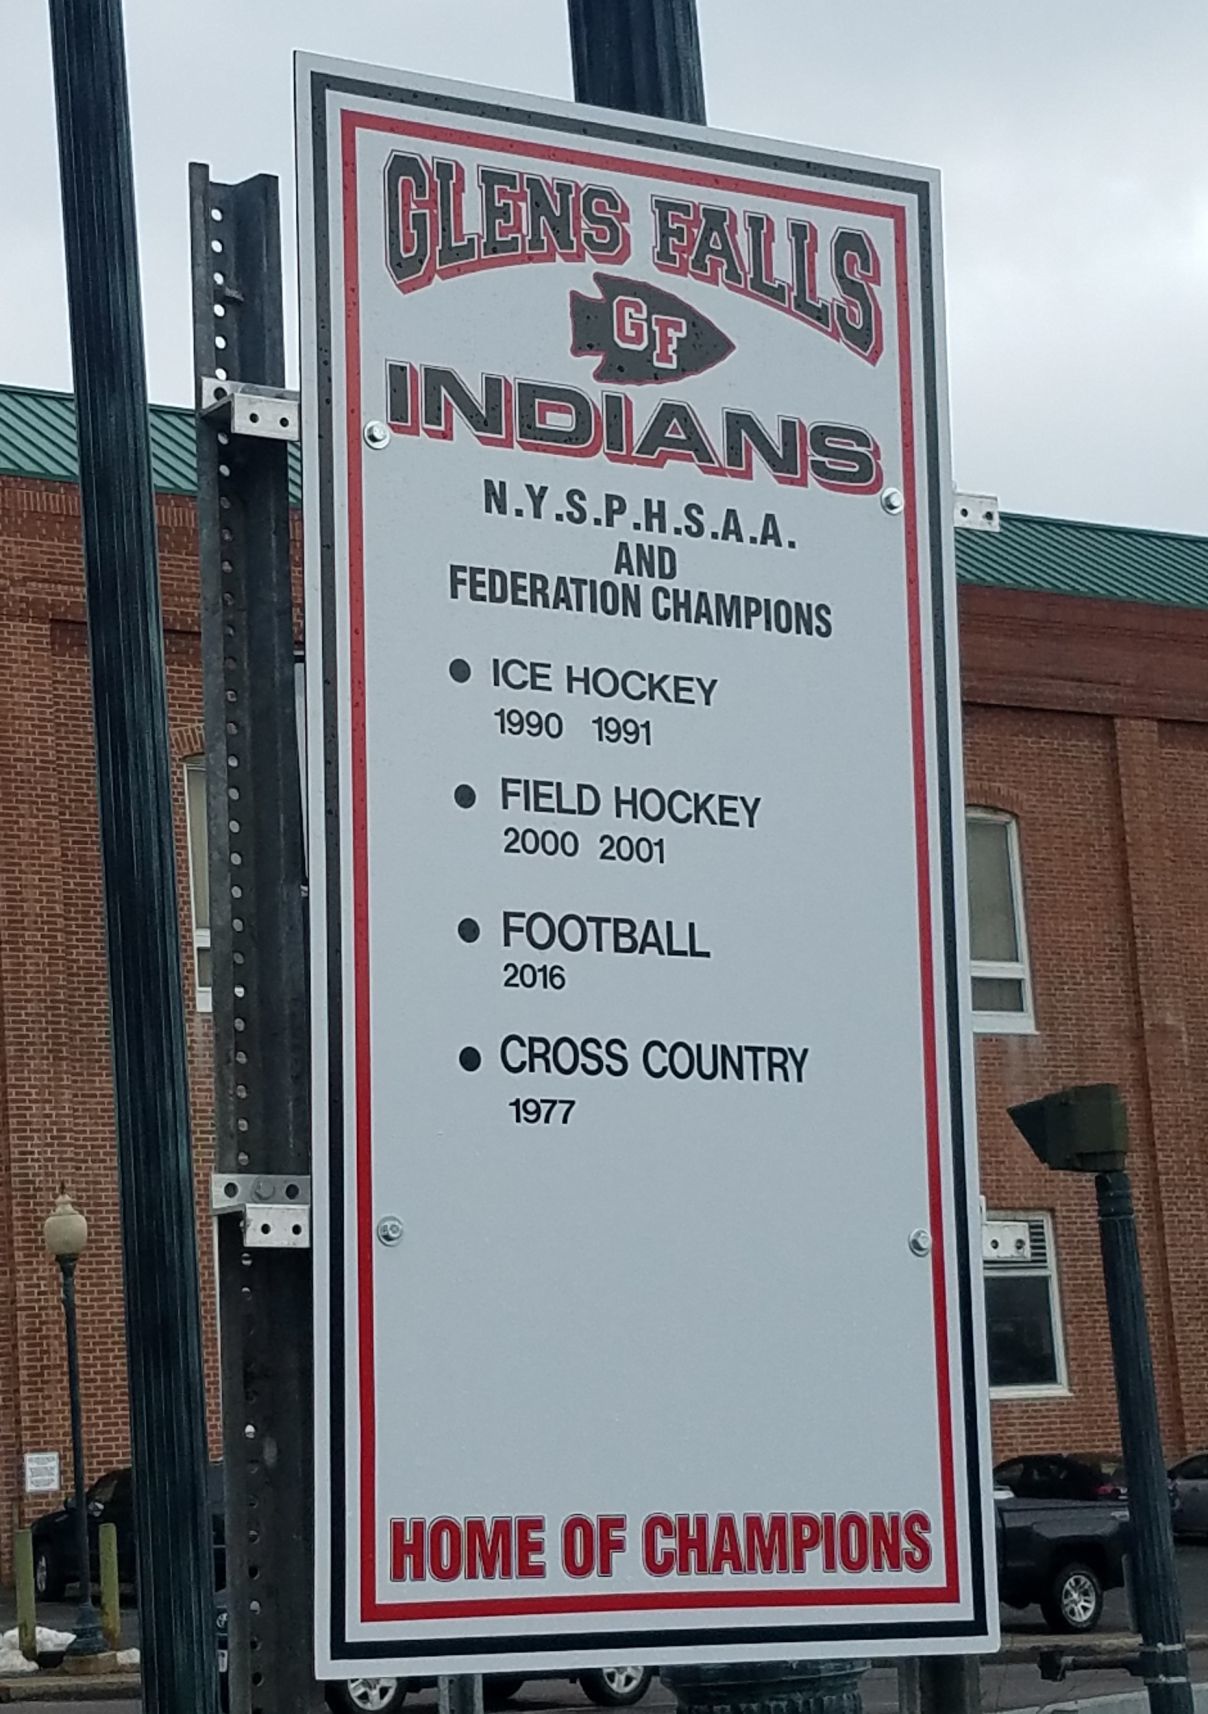 GLENS FALLS
GF
INDIANS
N.Y.S.P.H.S.A.A.
AND
FEDERATION CHAMPIONS
● ICE HOCKEY
1990 1991
● FIELD HOCKEY
2000 2001
● FOOTBALL
2016
● CROSS COUNTRY
1977
HOME OF CHAMPIONS